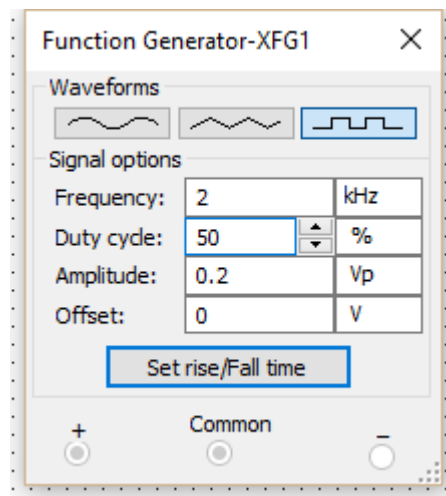 Function Generator-XFG1
Waveforms
Signal options
Frequency: 2 kHz
Duty cycle: 50 %
Amplitude: 0.2 Vp
Offset: 0 V
Set rise/Fall time
+ Common −